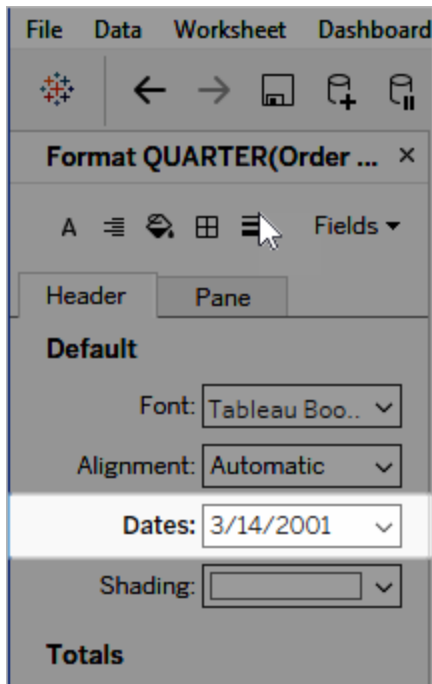 File Data Worksheet Dashboard
Format QUARTER(Order ... ×
A Fields
Header Pane
Default
Font: Tableau Boo..
Alignment: Automatic
Dates: 3/14/2001
Shading:
Totals